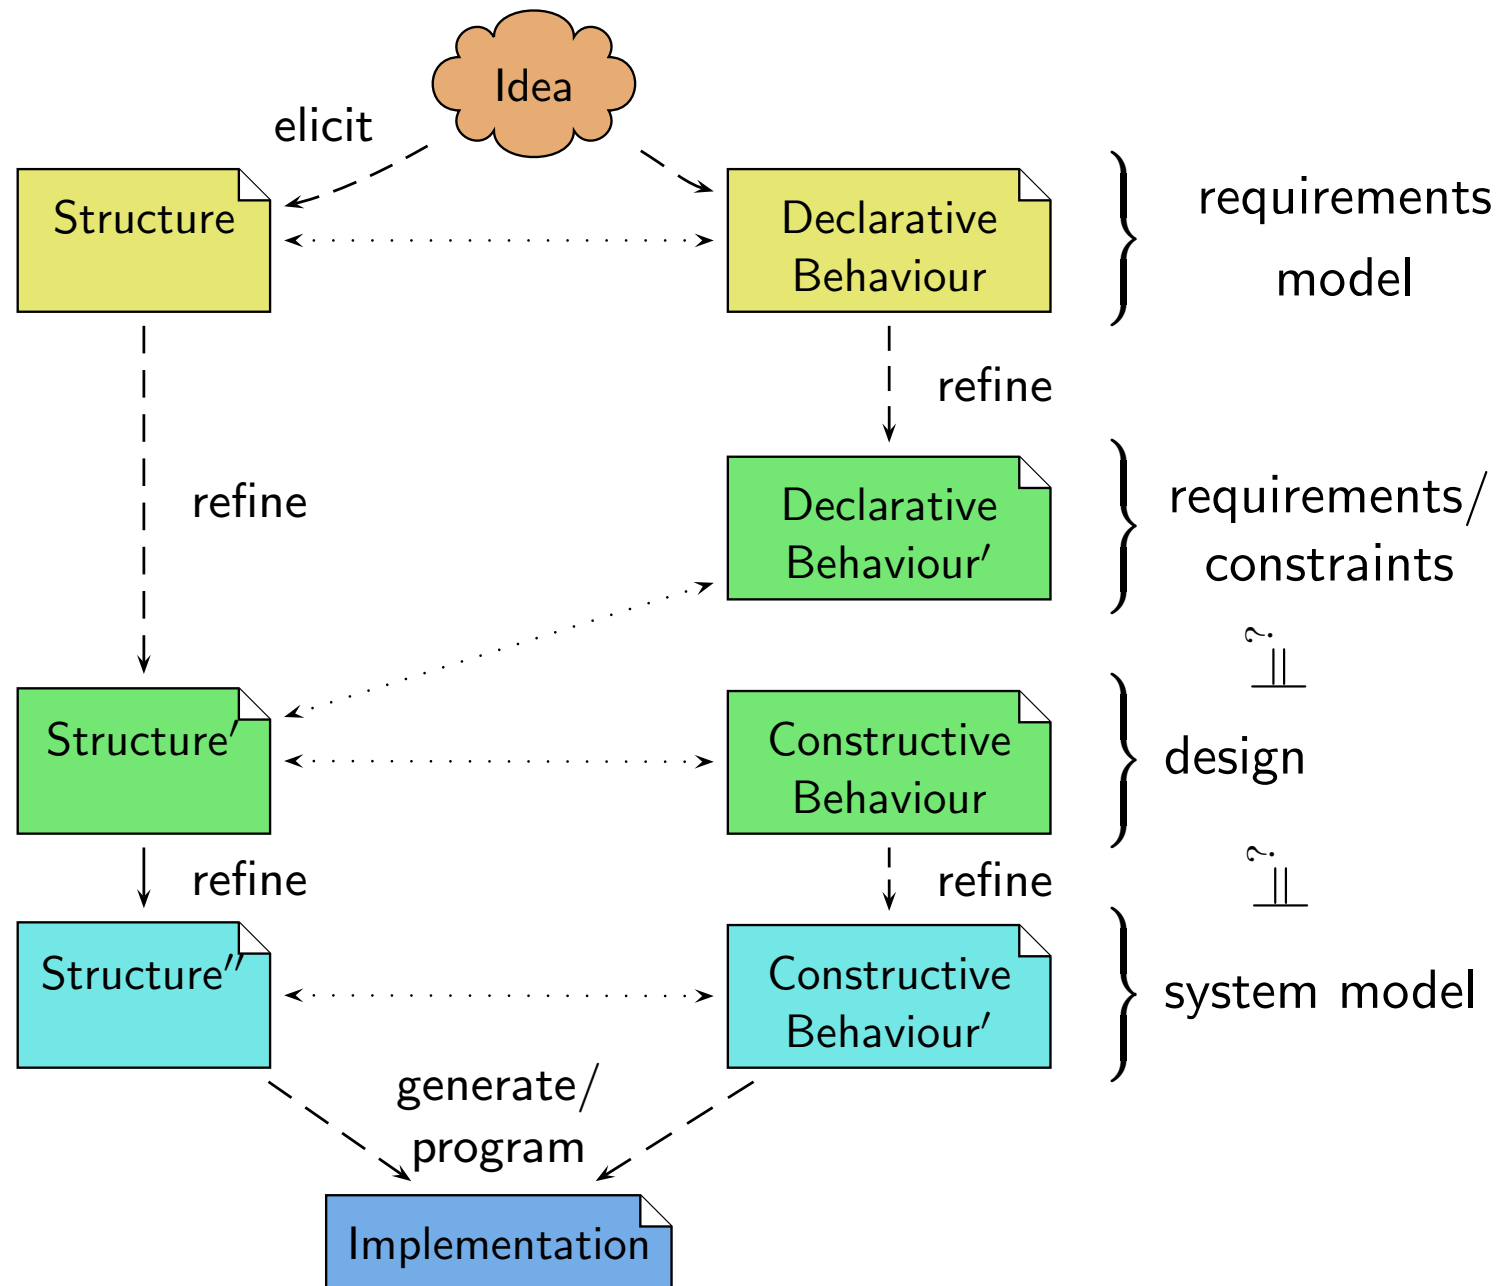 Idea
elicit
Structure
Declarative
Behaviour
requirements
model
refine
refine
Declarative
Behaviour′
requirements/
constraints
?
Structure′
Constructive
Behaviour
design
refine
refine
?
Structure′′
Constructive
Behaviour′
system model
generate/
program
Implementation